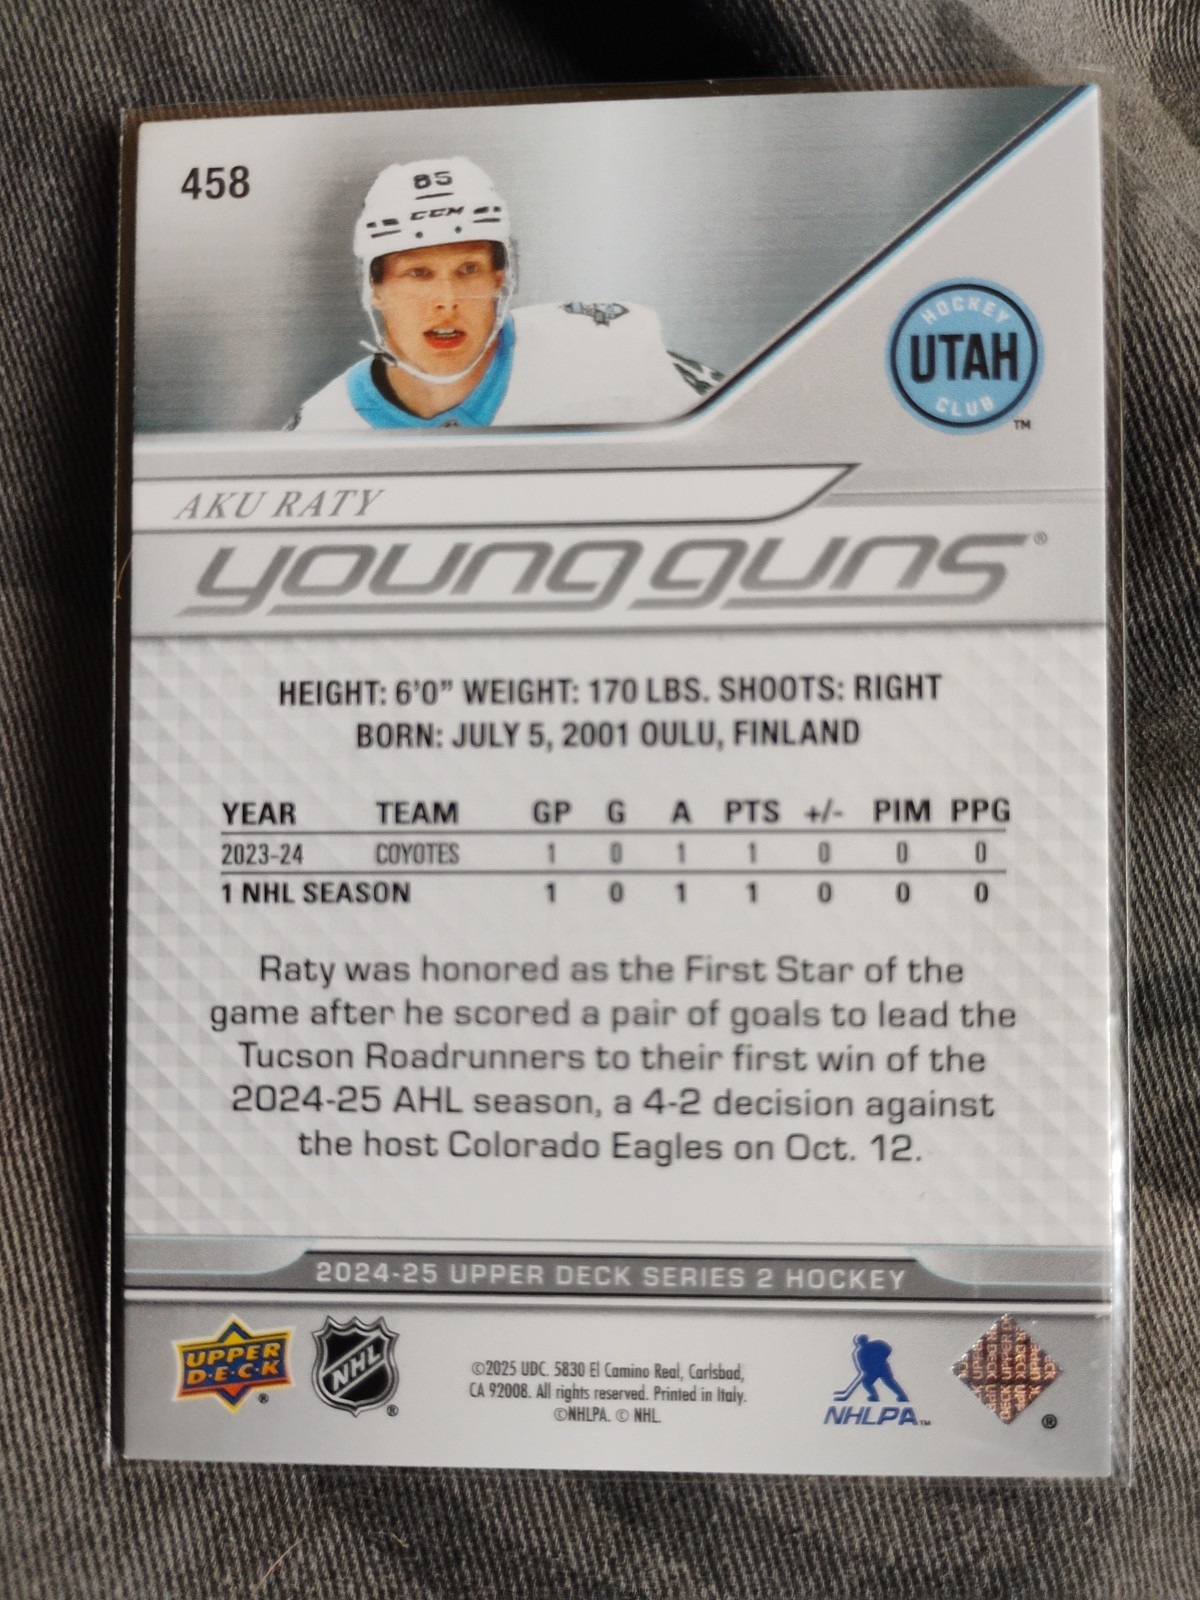 458
85
CCM
HOCKEY
UTAH
CLUB
TM
AKU RATY
young guns®
HEIGHT: 6'0" WEIGHT: 170 LBS. SHOOTS: RIGHT
BORN: JULY 5, 2001 OULU, FINLAND
YEAR TEAM GP G A PTS +/- PIM PPG
2023-24 COYOTES 1 0 1 1 0 0 0
1 NHL SEASON 1 0 1 1 0 0 0
Raty was honored as the First Star of the
game after he scored a pair of goals to lead the
Tucson Roadrunners to their first win of the
2024-25 AHL season, a 4-2 decision against
the host Colorado Eagles on Oct. 12.
2024-25 UPPER DECK SERIES 2 HOCKEY
UPPER
D·E·C·K
®
NHL
®
©2025 UDC. 5830 El Camino Real, Carlsbad,
CA 92008. All rights reserved. Printed in Italy.
©NHLPA. © NHL.
NHLPA™
®